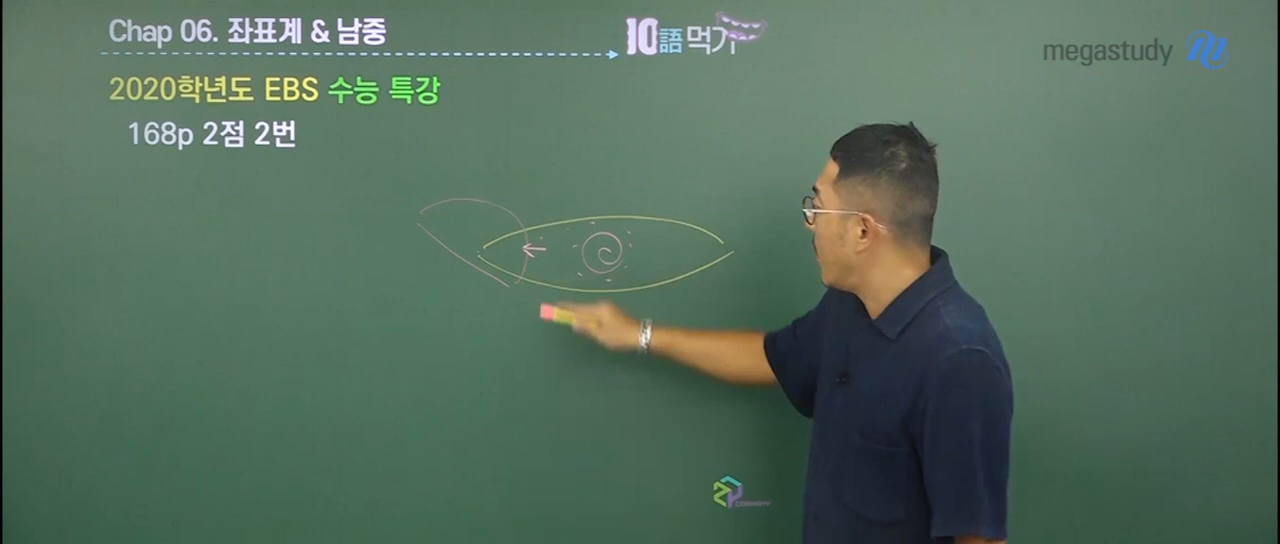 Chap 06. 좌표계 & 남중
10語먹기
megastudy
2020학년도 EBS 수능 특강
168p 2점 2번